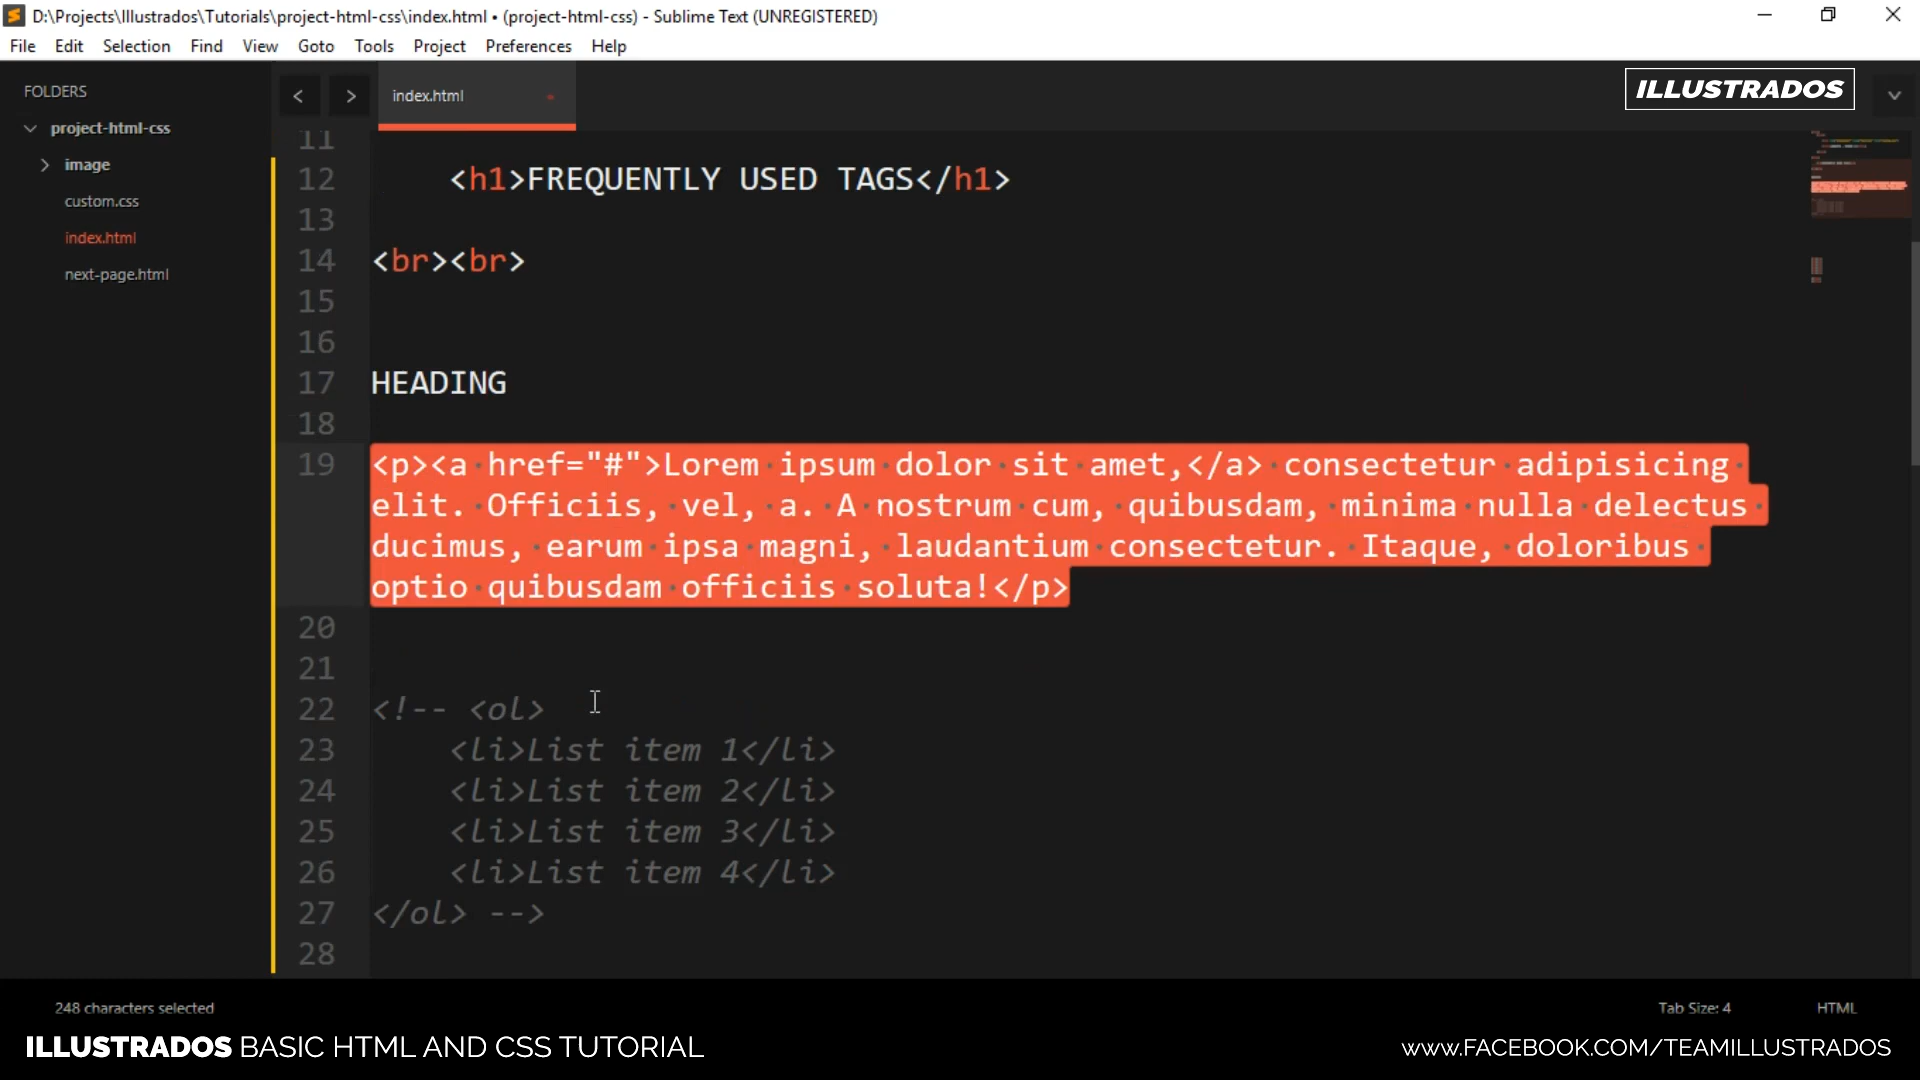 D:\Projects\Illustrados\Tutorials\project-html-css\index.html • (project-html-css) - Sublime Text (UNREGISTERED)
File Edit Selection Find View Goto Tools Project Preferences Help
FOLDERS
project-html-css
image
custom.css
index.html
next-page.html
< > index.html
ILLUSTRADOS
11
12 <h1>FREQUENTLY USED TAGS</h1>
13
14 <br><br>
15
16
17 HEADING
18
19 <p><a href="#">Lorem ipsum dolor sit amet,</a> consectetur adipisicing
elit. Officiis, vel, a. A nostrum cum, quibusdam, minima nulla delectus
ducimus, earum ipsa magni, laudantium consectetur. Itaque, doloribus
optio quibusdam officiis soluta!</p>
20
21
22 <!-- <ol>
23 <li>List item 1</li>
24 <li>List item 2</li>
25 <li>List item 3</li>
26 <li>List item 4</li>
27 </ol> -->
28
248 characters selected
Tab Size: 4 HTML
ILLUSTRADOS BASIC HTML AND CSS TUTORIAL
WWW.FACEBOOK.COM/TEAMILLUSTRADOS